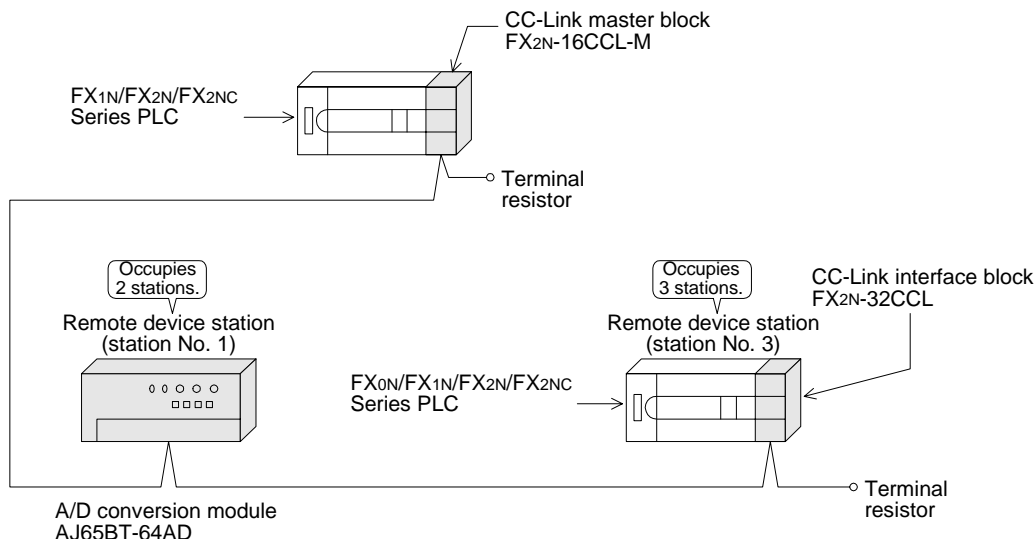 CC-Link master block
FX2N-16CCL-M
FX1N/FX2N/FX2NC
Series PLC
Terminal
resistor
Occupies
2 stations.
Remote device station
(station No. 1)
Occupies
3 stations.
Remote device station
(station No. 3)
CC-Link interface block
FX2N-32CCL
FX0N/FX1N/FX2N/FX2NC
Series PLC
A/D conversion module
AJ65BT-64AD
Terminal
resistor